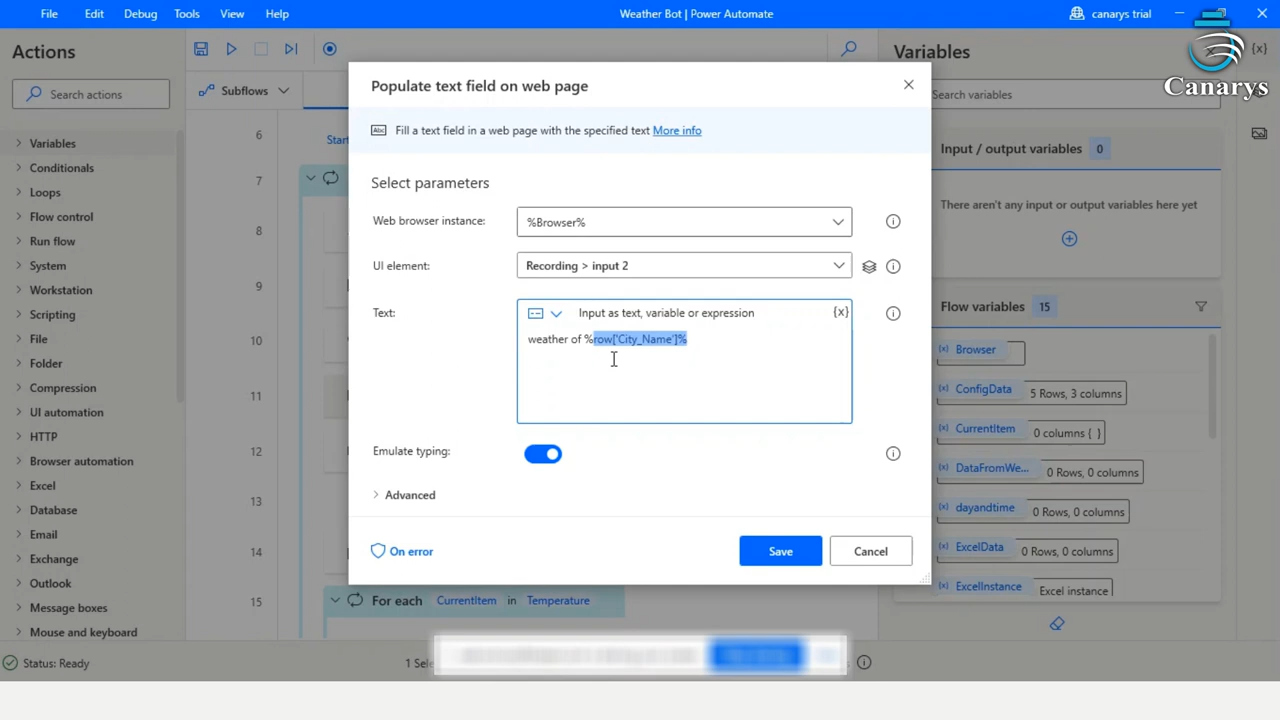 File Edit Debug Tools View Help
Weather Bot | Power Automate
canarys trial
Canarys
Actions
Search actions
Variables
Conditionals
Loops
Flow control
Run flow
System
Workstation
Scripting
File
Folder
Compression
UI automation
HTTP
Browser automation
Excel
Database
Email
Exchange
Outlook
Message boxes
Mouse and keyboard
Subflows
6
Start
7
8
9
10
11
12
13
14
15
For each CurrentItem in Temperature
Populate text field on web page
Abc Fill a text field in a web page with the specified text More info
Select parameters
Web browser instance: %Browser%
UI element: Recording > input 2
Text: Input as text, variable or expression {x}
weather of %row['City_Name']%
Emulate typing:
Advanced
On error
Save
Cancel
Variables {x}
Search variables
Input / output variables 0
There aren't any input or output variables here yet
Flow variables 15
(x) Browser
(x) ConfigData 5 Rows, 3 columns
(x) CurrentItem 0 columns { }
(x) DataFromWe... 0 Rows, 0 columns
(x) dayandtime 0 Rows, 0 columns
(x) ExcelData 0 Rows, 0 columns
(x) ExcelInstance Excel instance
Status: Ready